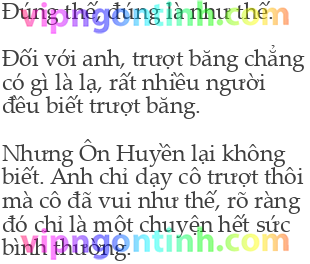 Đúng thế, đúng là như thế.
Đối với anh, trượt băng chẳng
có gì là lạ, rất nhiều người
đều biết trượt băng.
Nhưng Ôn Huyền lại không
biết. Anh chỉ dạy cô trượt thôi
mà cô đã vui như thế, rõ ràng
đó chỉ là một chuyện hết sức
bình thường.
vipngontinh.com
vipngontinh.com
vipngontinh.com